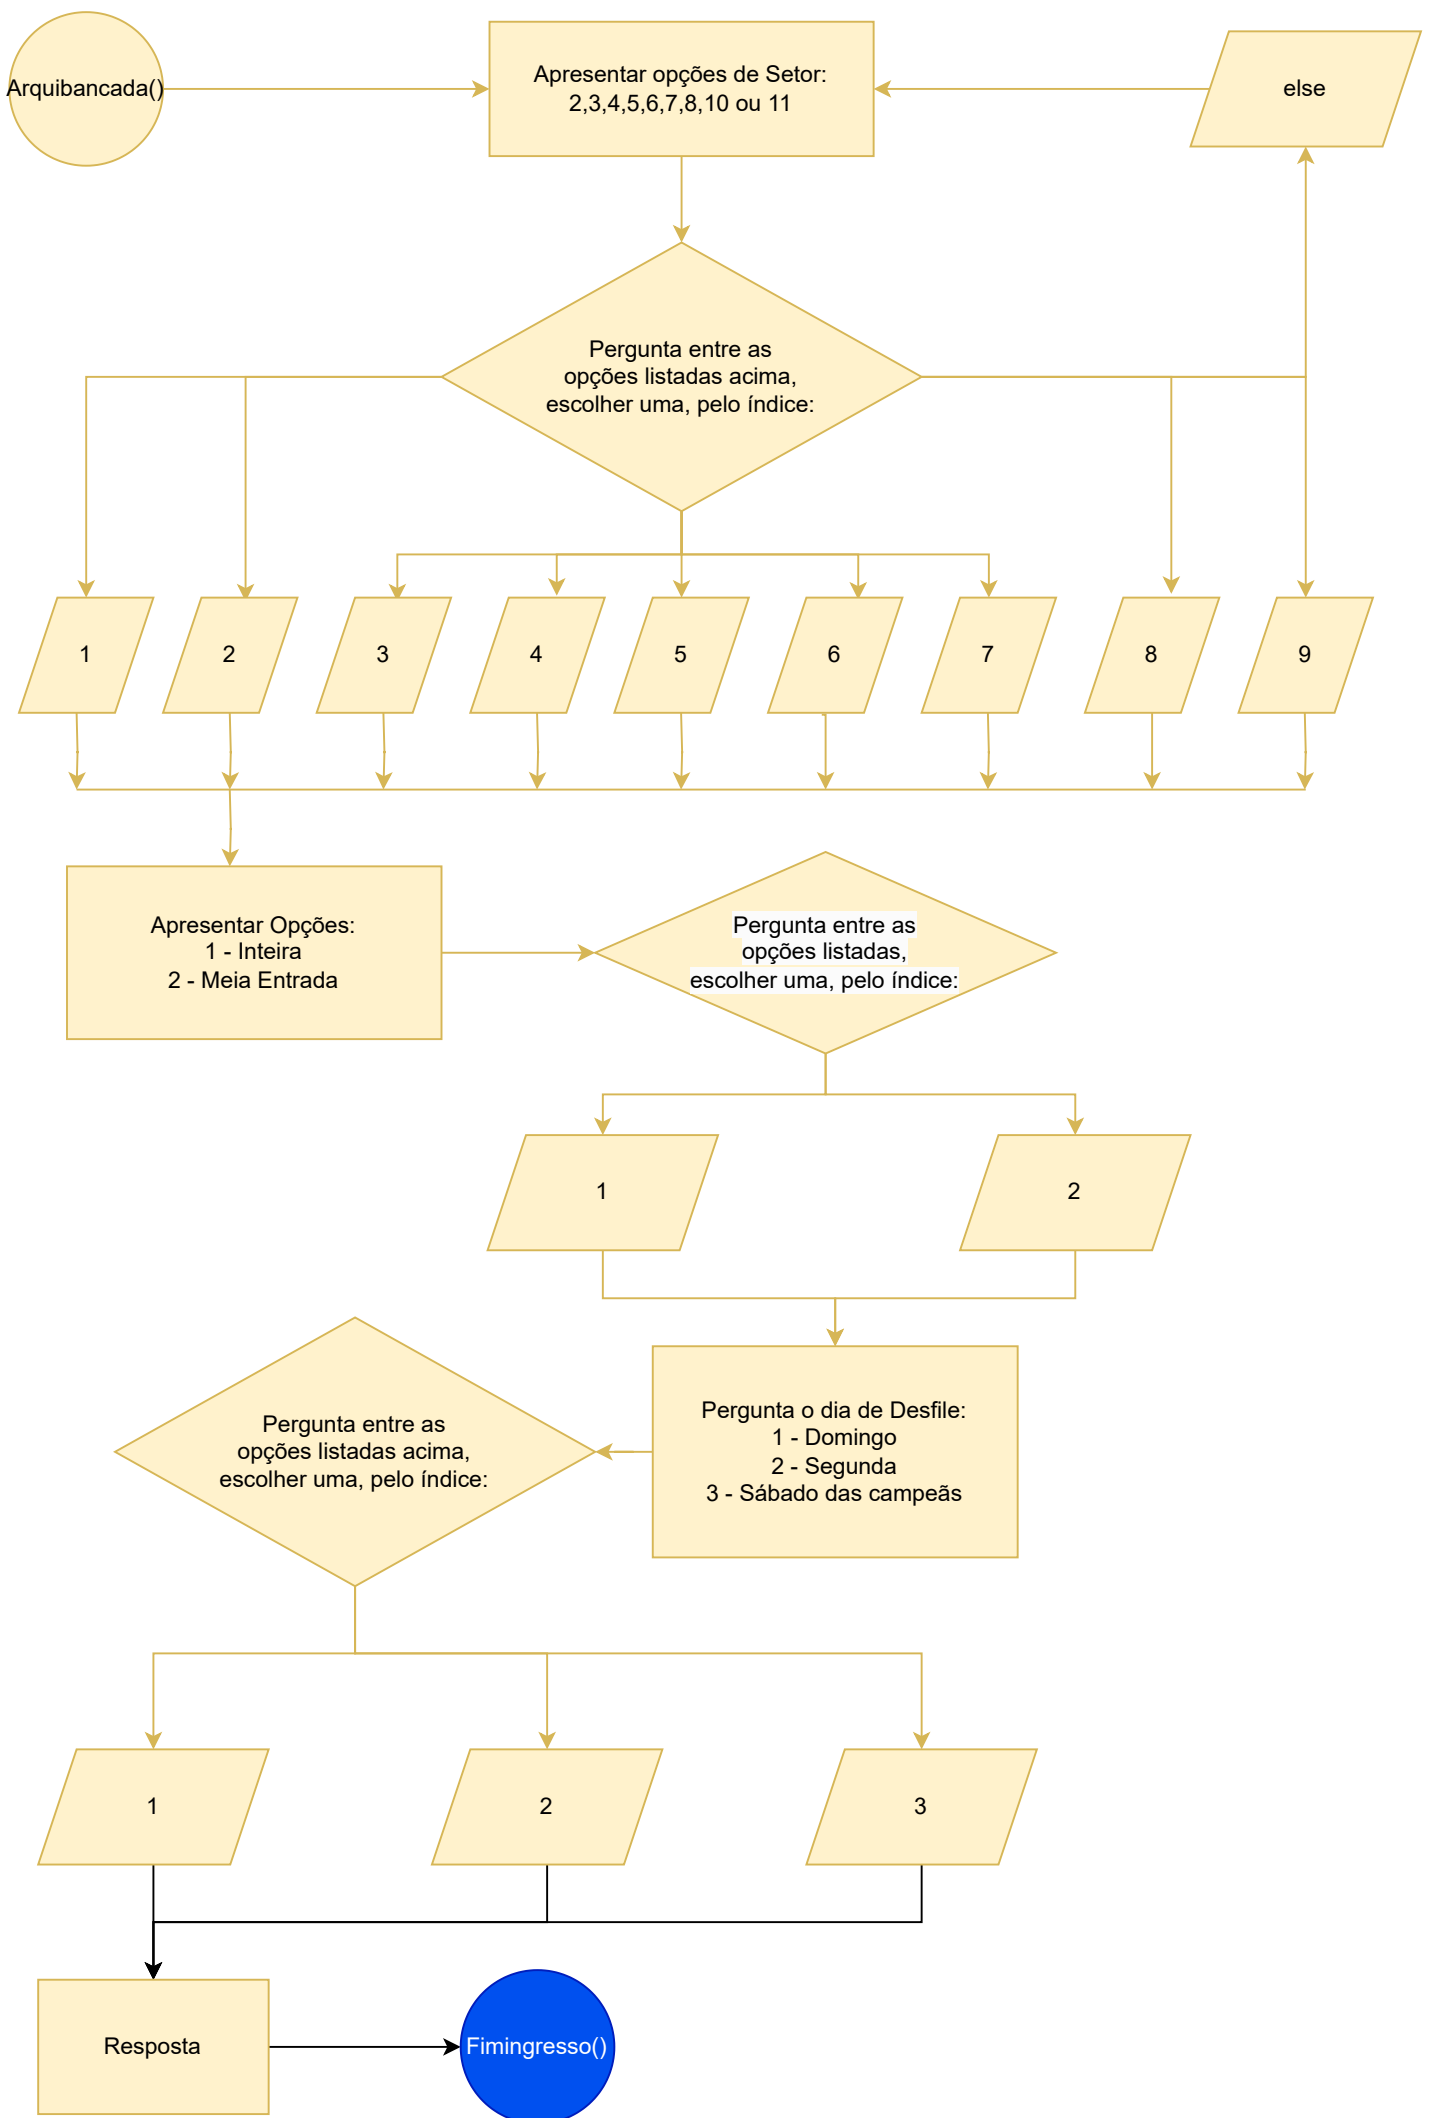 Arquibancada()
Apresentar opções de Setor:
2,3,4,5,6,7,8,10 ou 11
else
Pergunta entre as
opções listadas acima,
escolher uma, pelo índice:
1
2
3
4
5
6
7
8
9
Apresentar Opções:
1 - Inteira
2 - Meia Entrada
Pergunta entre as
opções listadas,
escolher uma, pelo índice:
1
2
Pergunta entre as
opções listadas acima,
escolher uma, pelo índice:
Pergunta o dia de Desfile:
1 - Domingo
2 - Segunda
3 - Sábado das campeãs
1
2
3
Resposta
Fimingresso()